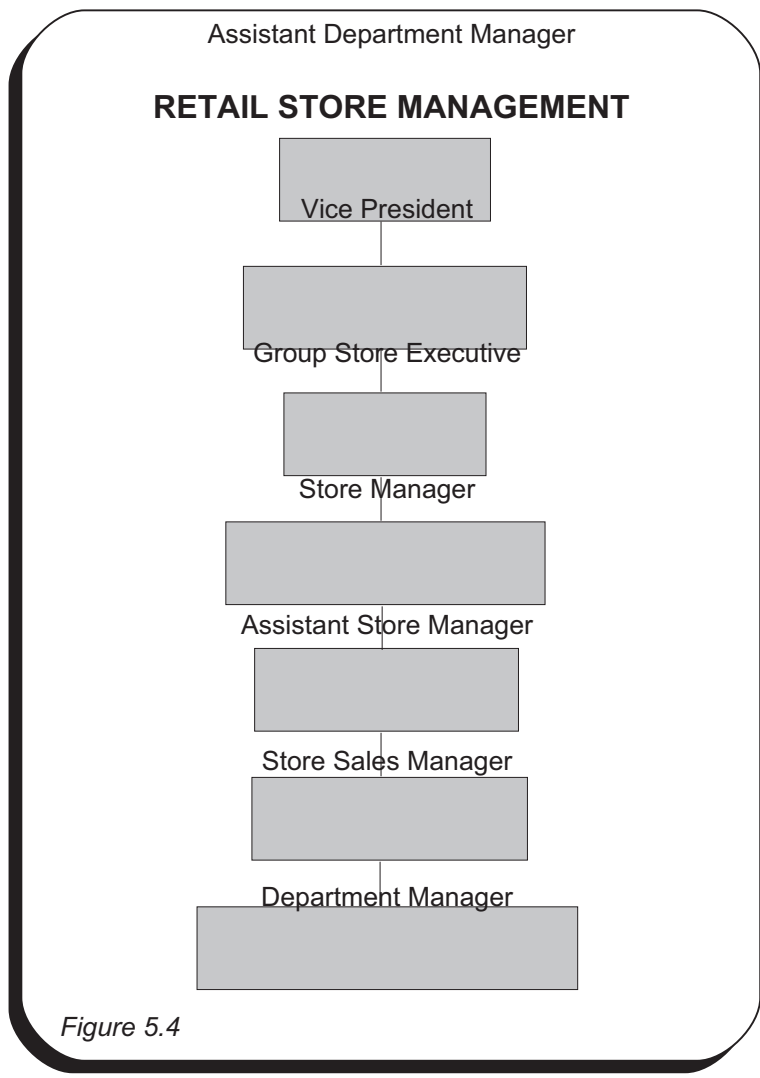 Assistant Department Manager
RETAIL STORE MANAGEMENT
Vice President
Group Store Executive
Store Manager
Assistant Store Manager
Store Sales Manager
Department Manager
Figure 5.4